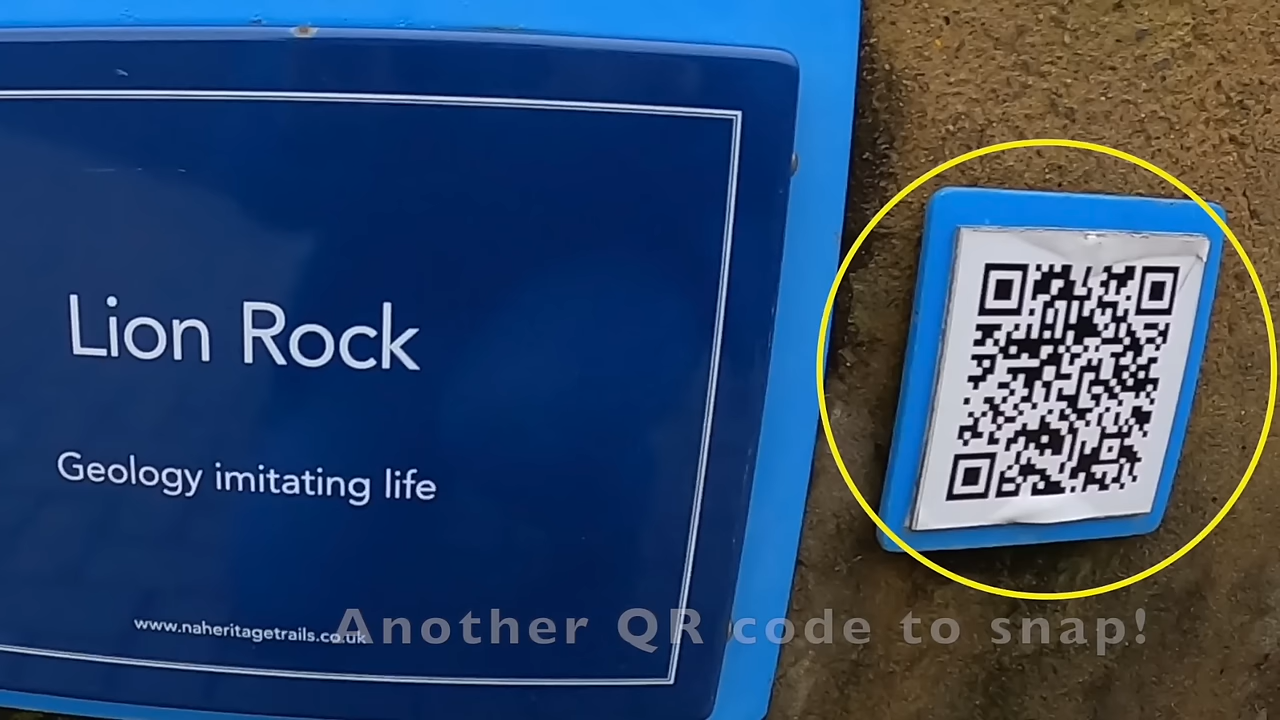 Lion Rock
Geology imitating life
www.naheritagetrails.co.uk
Another QR code to snap!